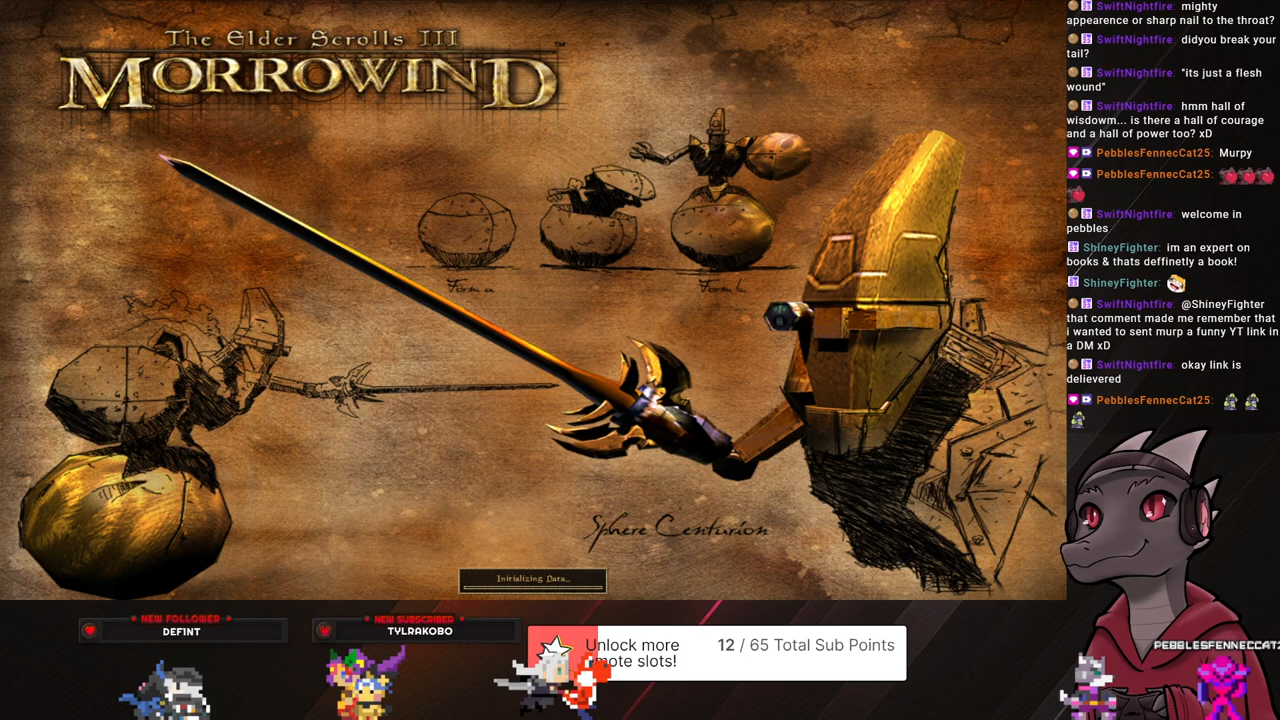 The Elder Scrolls III
MORROWIND
Form a.
Form b.
Sphere Centurion
Initializing Data...
SwiftNightfire: mighty
appearence or sharp nail to the throat?
SwiftNightfire: didyou break your
tail?
SwiftNightfire: "its just a flesh
wound"
SwiftNightfire: hmm hall of
wisdowm... is there a hall of courage
and a hall of power too? xD
PebblesFennecCat25: Murpy
PebblesFennecCat25:
SwiftNightfire: welcome in
pebbles
ShineyFighter: im an expert on
books & thats deffinetly a book!
ShineyFighter:
SwiftNightfire: @ShineyFighter
that comment made me remember that
i wanted to sent murp a funny YT link in
a DM xD
SwiftNightfire: okay link is
delievered
PebblesFennecCat25:
NEW FOLLOWER
DEFINT
NEW SUBSCRIBER
TYLRAKOBO
Unlock more
emote slots!
12 / 65 Total Sub Points
PEBBLESFENNECCAT2